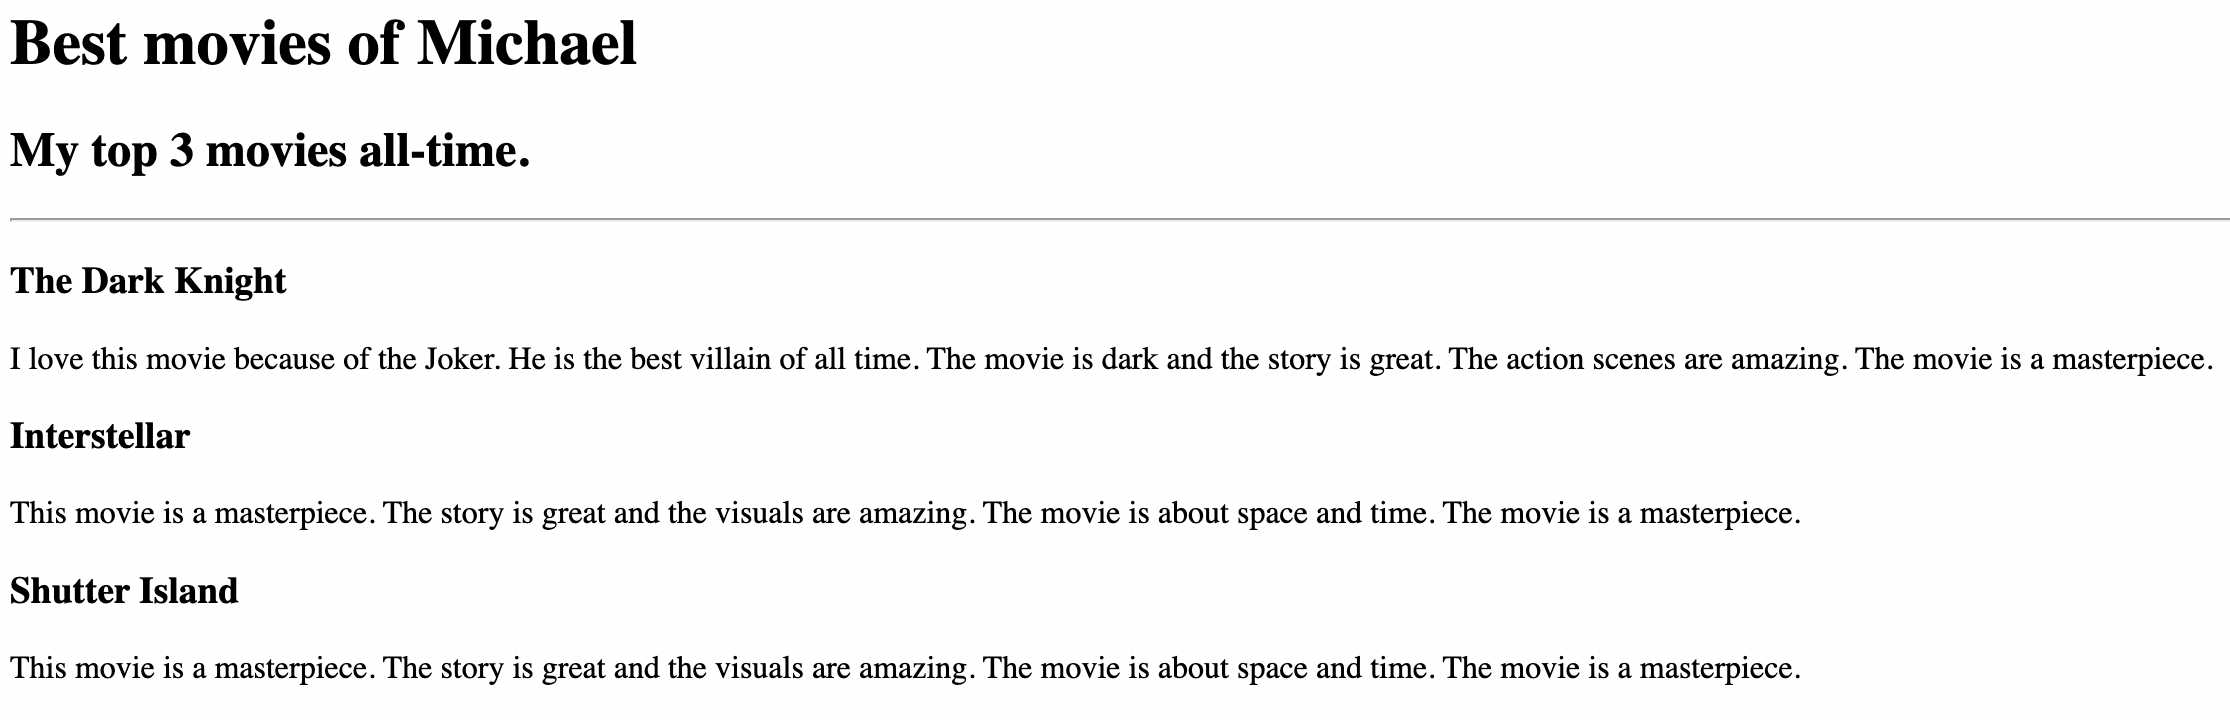 Best movies of Michael
My top 3 movies all-time.
The Dark Knight
I love this movie because of the Joker. He is the best villain of all time. The movie is dark and the story is great. The action scenes are amazing. The movie is a masterpiece.
Interstellar
This movie is a masterpiece. The story is great and the visuals are amazing. The movie is about space and time. The movie is a masterpiece.
Shutter Island
This movie is a masterpiece. The story is great and the visuals are amazing. The movie is about space and time. The movie is a masterpiece.